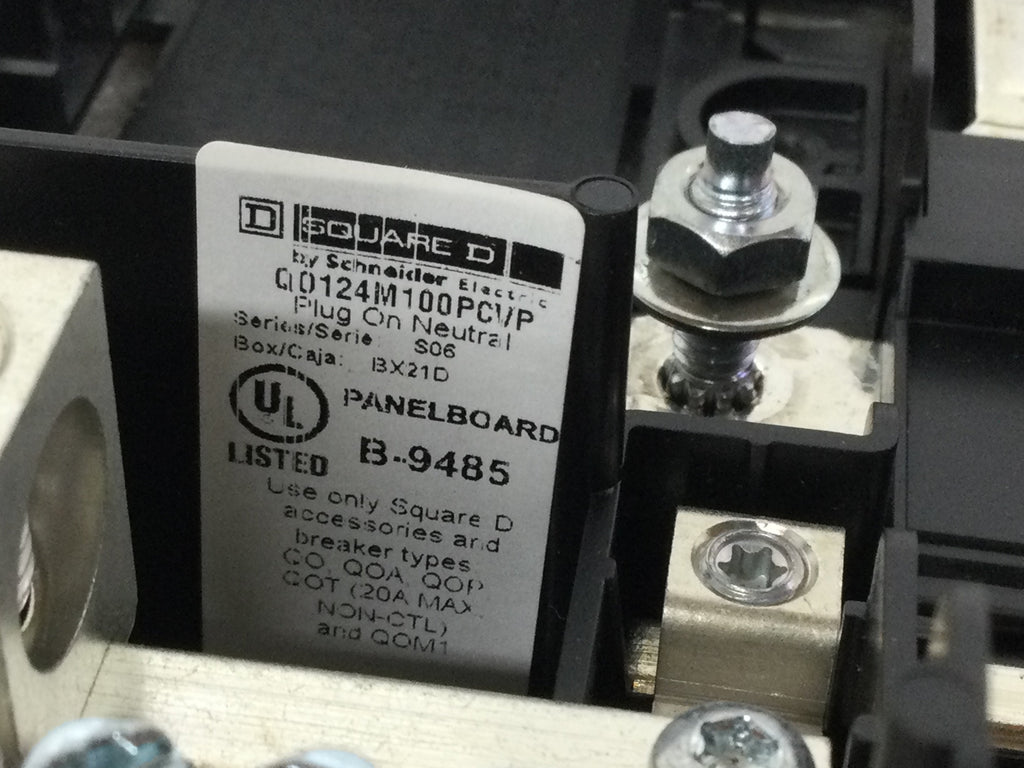 D SQUARE D
by Schneider Electric
QO124M100PCVP
Plug On Neutral
Series/Serie: S06
Box/Caja: BX21D
UL PANELBOARD
LISTED B-9485
Use only Square D
accessories and
breaker types
QO, QOA, QOP
QOT (20A MAX.
NON-CTL)
and QOM1